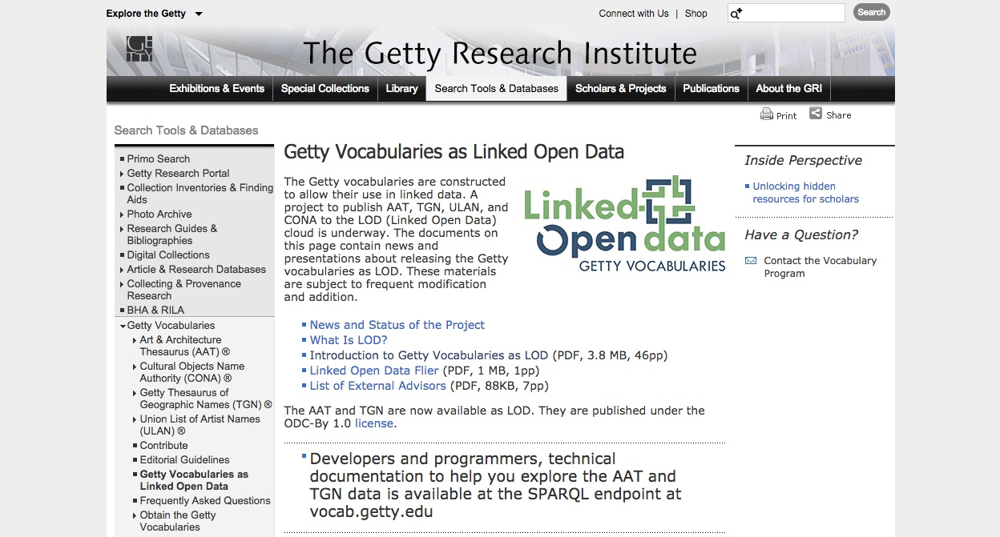 Explore the Getty
Connect with Us | Shop
Search
GETTY
The Getty Research Institute
Exhibitions & Events
Special Collections
Library
Search Tools & Databases
Scholars & Projects
Publications
About the GRI
Print
Share
Search Tools & Databases
Primo Search
Getty Research Portal
Collection Inventories & Finding
Aids
Photo Archive
Research Guides &
Bibliographies
Digital Collections
Article & Research Databases
Collecting & Provenance
Research
BHA & RILA
Getty Vocabularies
Art & Architecture
Thesaurus (AAT) ®
Cultural Objects Name
Authority (CONA) ®
Getty Thesaurus of
Geographic Names (TGN) ®
Union List of Artist Names
(ULAN) ®
Contribute
Editorial Guidelines
Getty Vocabularies as
Linked Open Data
Frequently Asked Questions
Obtain the Getty
Vocabularies
Getty Vocabularies as Linked Open Data
The Getty vocabularies are constructed
to allow their use in linked data. A
project to publish AAT, TGN, ULAN, and
CONA to the LOD (Linked Open Data)
cloud is underway. The documents on
this page contain news and
presentations about releasing the Getty
vocabularies as LOD. These materials
are subject to frequent modification
and addition.
Linked
Open data
GETTY VOCABULARIES
News and Status of the Project
What Is LOD?
Introduction to Getty Vocabularies as LOD (PDF, 3.8 MB, 46pp)
Linked Open Data Flier (PDF, 1 MB, 1pp)
List of External Advisors (PDF, 88KB, 7pp)
The AAT and TGN are now available as LOD. They are published under the
ODC-By 1.0 license.
Developers and programmers, technical
documentation to help you explore the AAT and
TGN data is available at the SPARQL endpoint at
vocab.getty.edu
Inside Perspective
Unlocking hidden
resources for scholars
Have a Question?
Contact the Vocabulary
Program